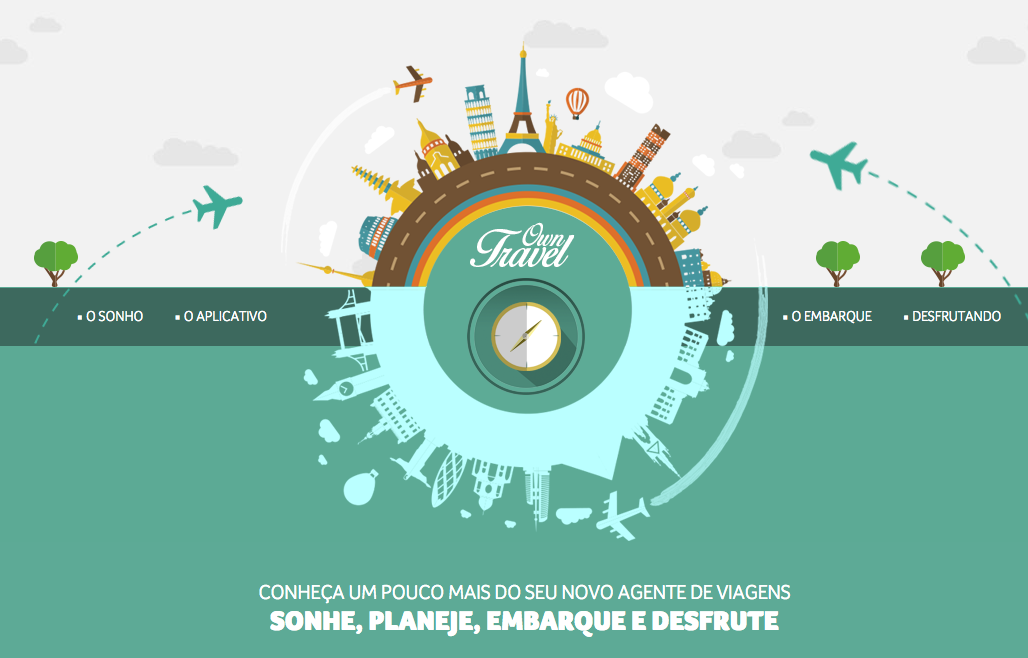 Own
Travel
O SONHO
O APLICATIVO
O EMBARQUE
DESFRUTANDO
CONHEÇA UM POUCO MAIS DO SEU NOVO AGENTE DE VIAGENS
SONHE, PLANEJE, EMBARQUE E DESFRUTE